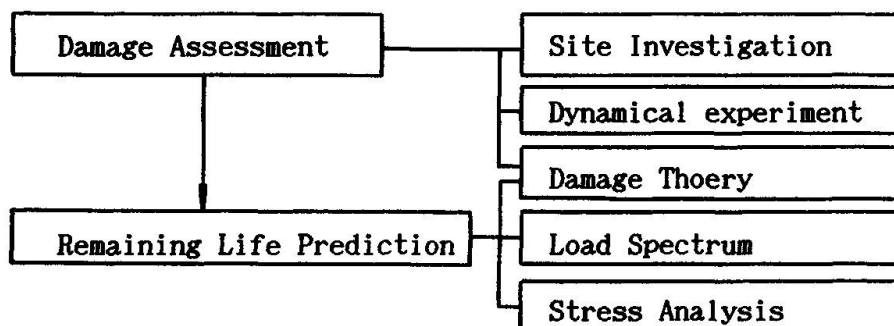 Damage Assessment
Site Investigation
Dynamical experiment
Damage Thoery
Remaining Life Prediction
Load Spectrum
Stress Analysis